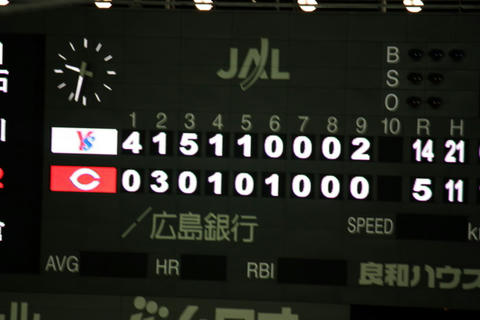 JAL
B
S
O
1 2 3 4 5 6 7 8 9 10 R H
YS 4 1 5 1 1 0 0 0 2 14 21
C 0 3 0 1 0 1 0 0 0 5 11
広島銀行 SPEED
AVG HR RBI 良和ハウス